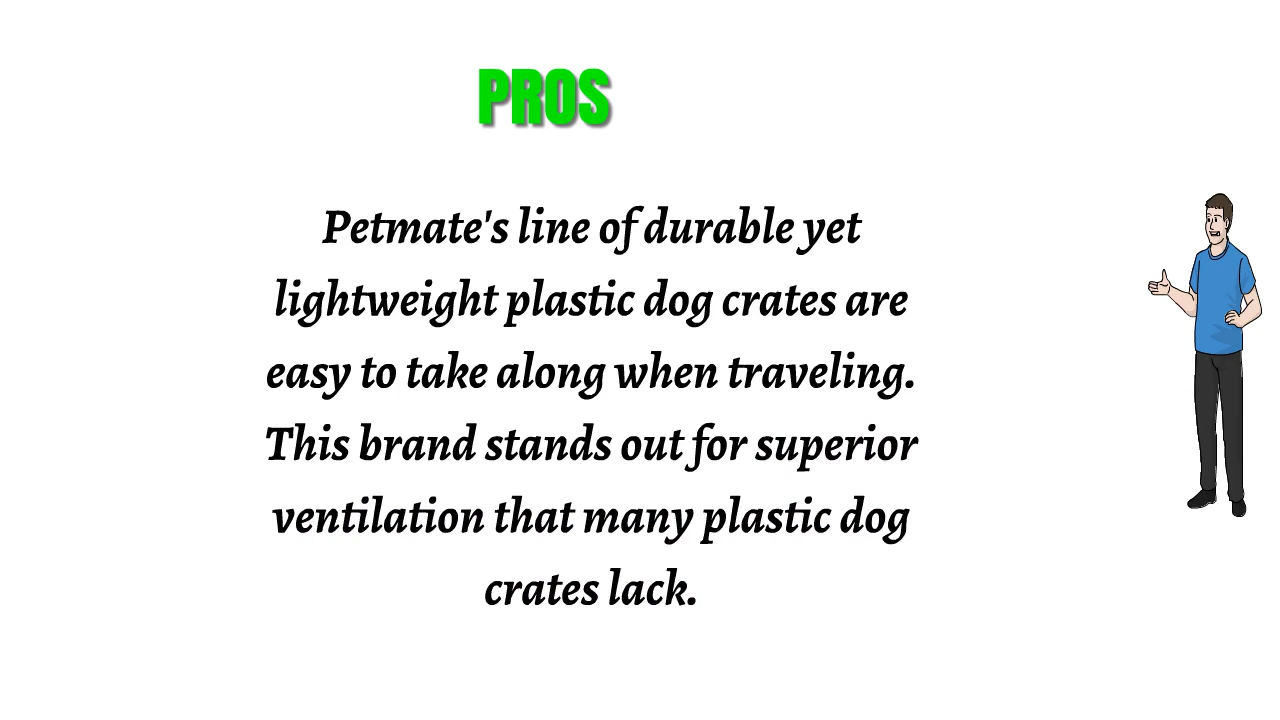 PROS
Petmate's line of durable yet
lightweight plastic dog crates are
easy to take along when traveling.
This brand stands out for superior
ventilation that many plastic dog
crates lack.